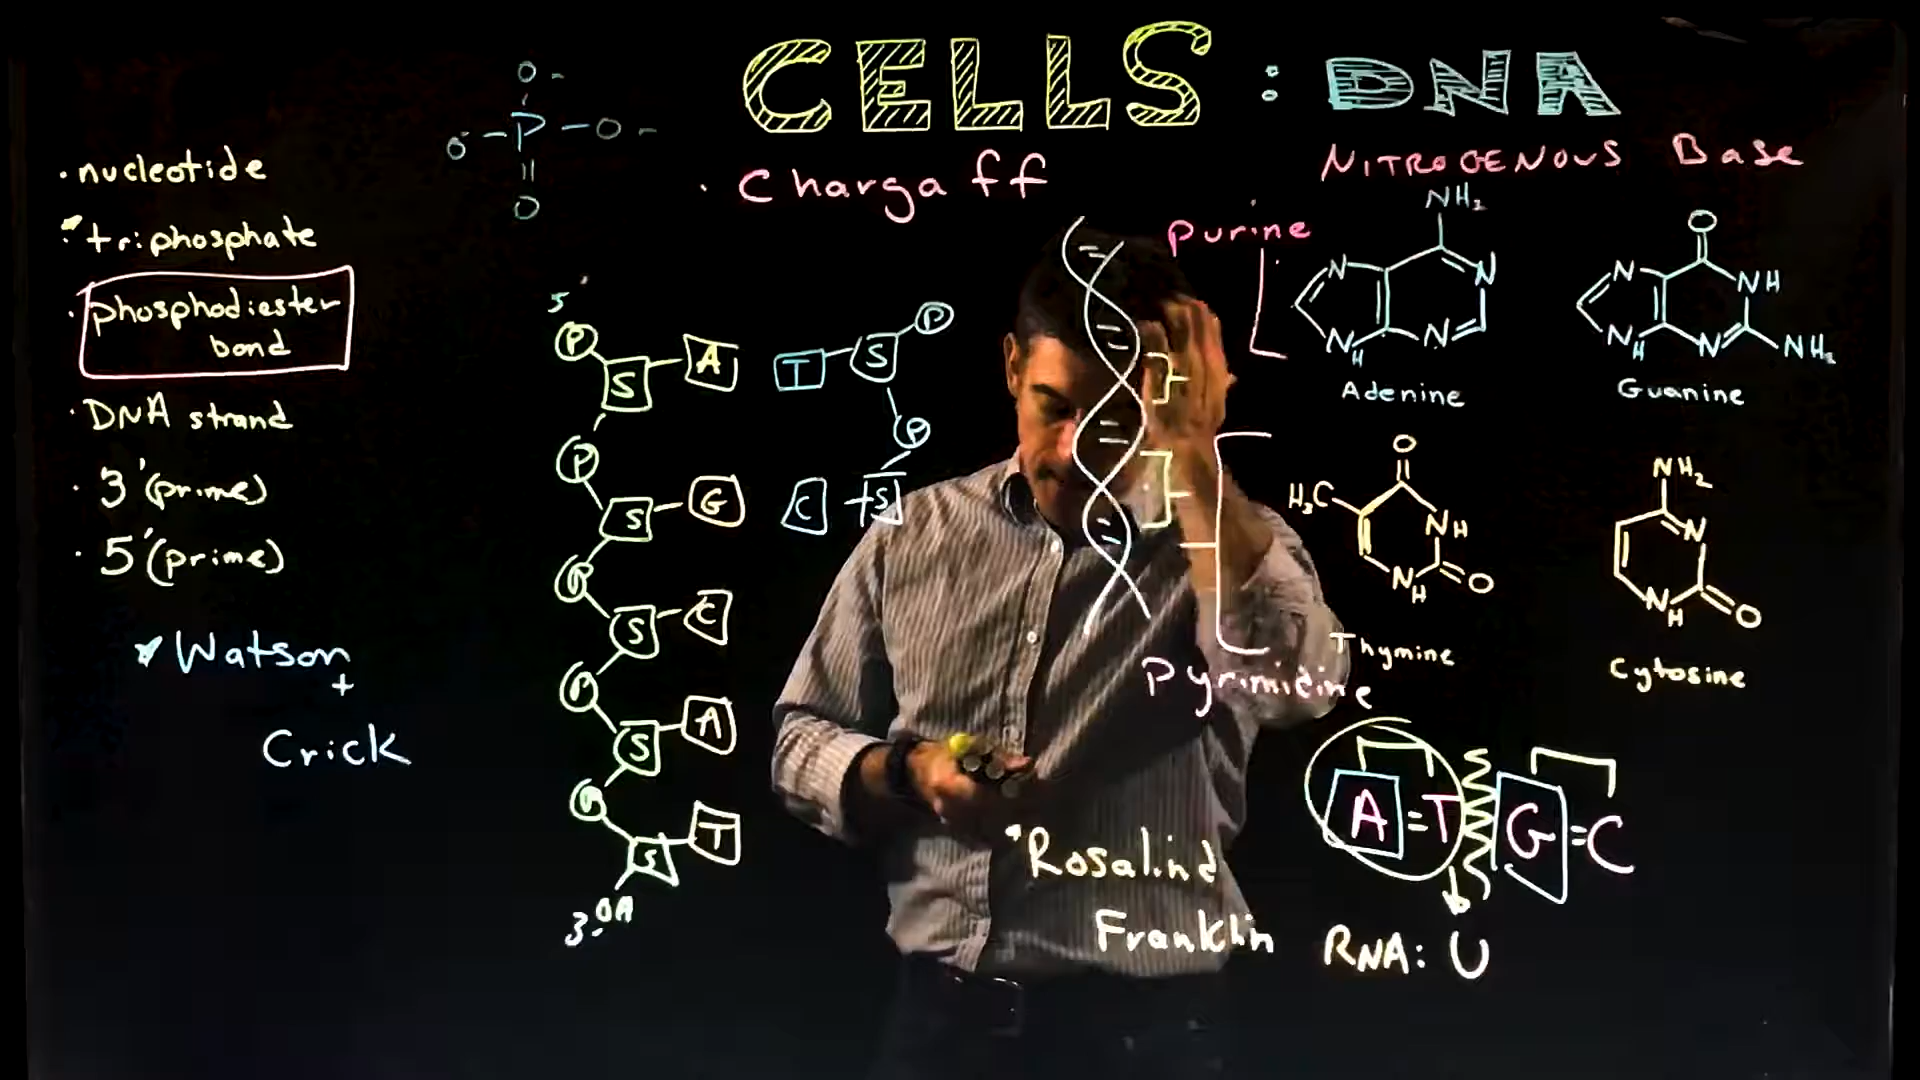 CELLS : DNA
· nucleotide
· triphosphate
· phosphodiester
bond
· DNA strand
· 3'(prime)
· 5'(prime)
Watson
+
Crick
O -
O - P - O -
O
· Chargaff
5'
P
S A T S P
P P
S G C S
P
S C
P
S A
P
S T
3'
OH
NITROGENOUS Base
Purine
NH₂
N N
N N
H
Adenine
O
N NH
N N NH₂
H
Guanine
O
H₃C
NH
N O
H
Thymine
NH₂
N
N O
H
Cytosine
Pyrimidine
A = T G = C
RNA: U
Rosalind
Franklin